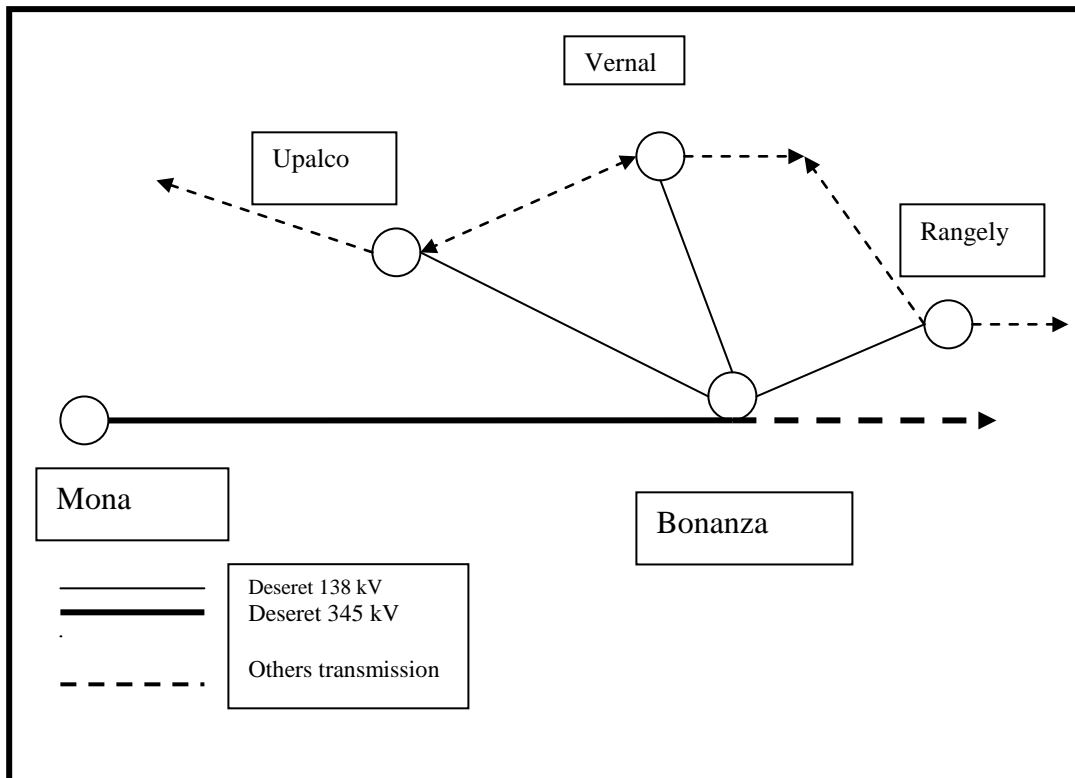 Vernal
Upalco
Rangely
Mona
Bonanza
Deseret 138 kV
Deseret 345 kV
Others transmission